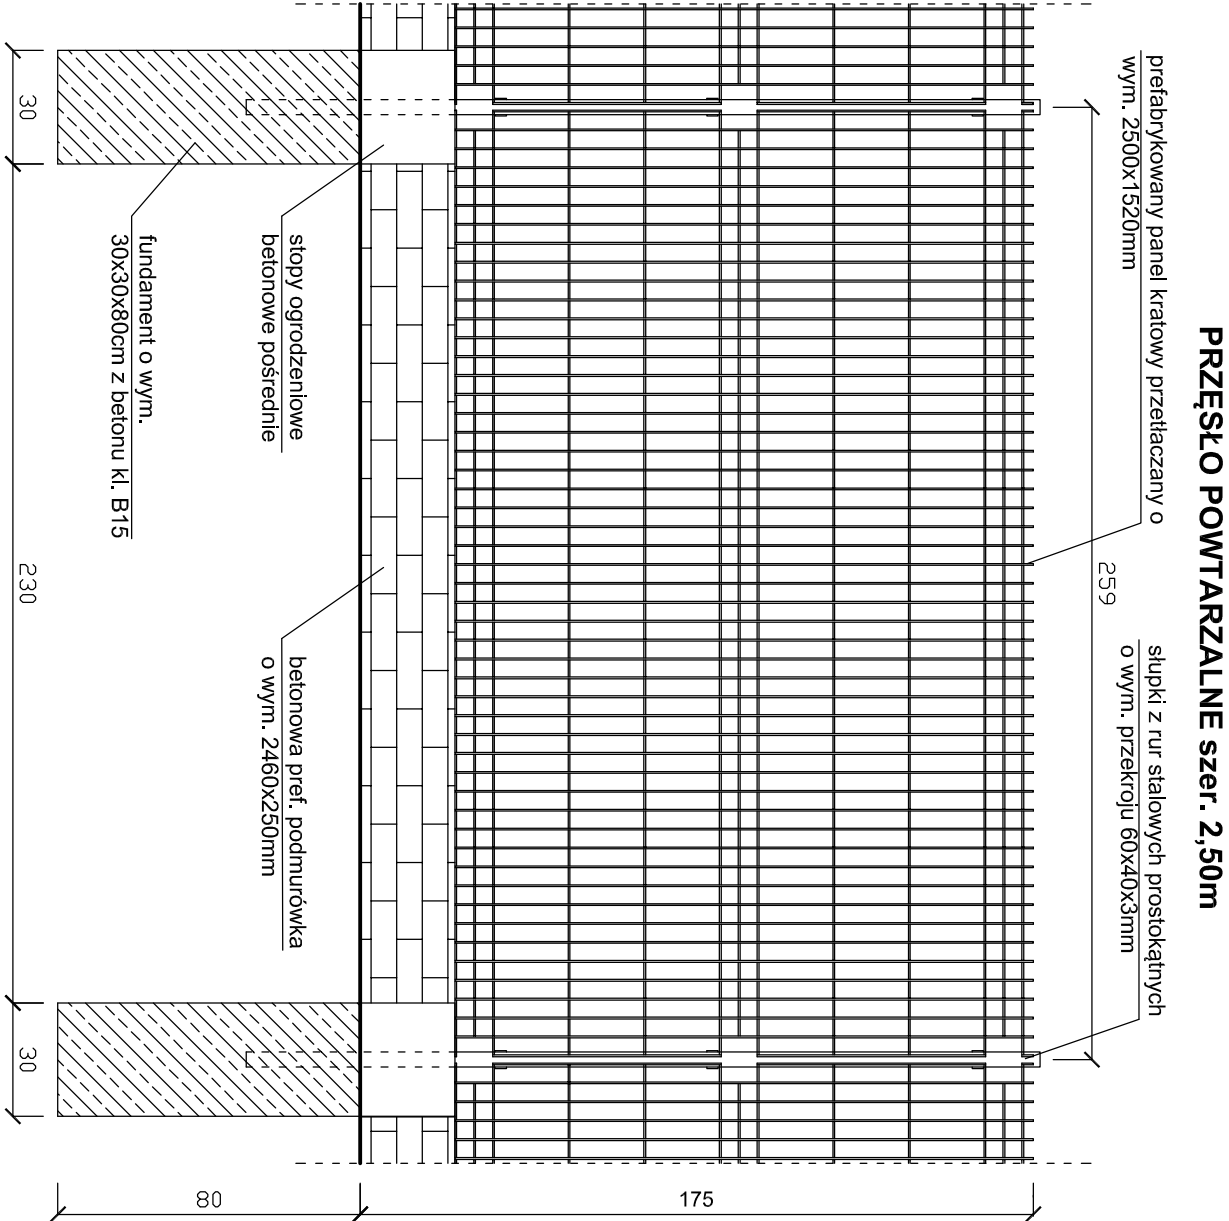 PRZĘSŁO POWTARZALNE szer. 2,50m
prefabrykowany panel kratowy przetłaczany o
wym. 2500x1520mm
słupki z rur stalowych prostokątnych
o wym. przekroju 60x40x3mm
259
stopy ogrodzeniowe
betonowe pośrednie
betonowa pref. podmurówka
o wym. 2460x250mm
fundament o wym.
30x30x80cm z betonu kl. B15
30
230
30
80
175